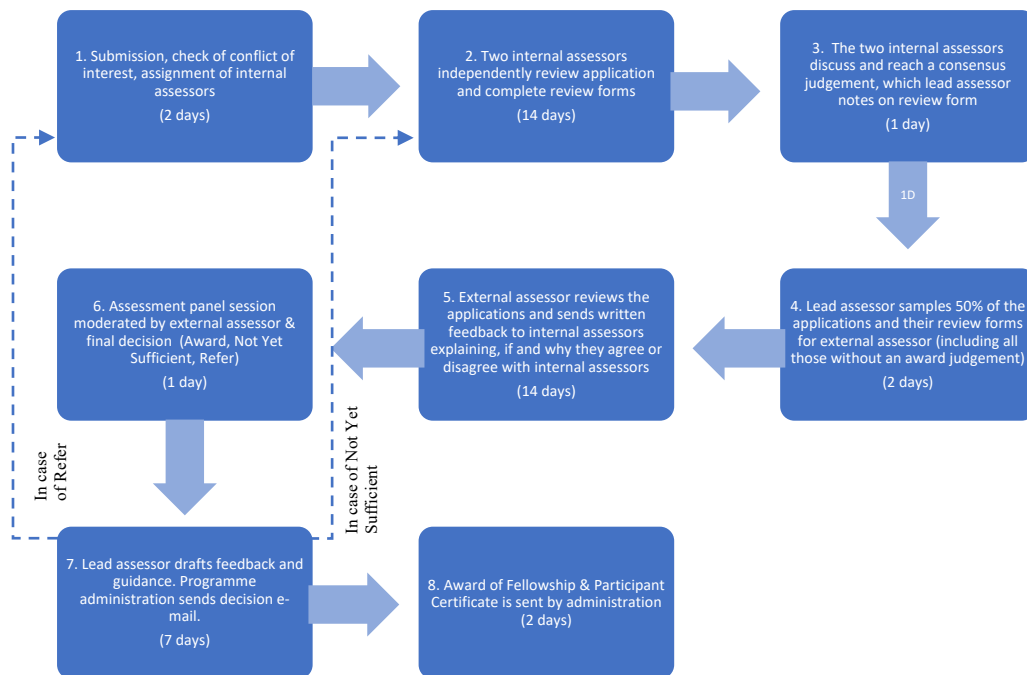 1. Submission, check of conflict of
interest, assignment of internal
assessors
(2 days)
2. Two internal assessors
independently review application
and complete review forms
(14 days)
3. The two internal assessors
discuss and reach a consensus
judgement, which lead assessor
notes on review form
(1 day)
1D
4. Lead assessor samples 50% of the
applications and their review forms
for external assessor (including all
those without an award judgement)
(2 days)
5. External assessor reviews the
applications and sends written
feedback to internal assessors
explaining, if and why they agree or
disagree with internal assessors
(14 days)
6. Assessment panel session
moderated by external assessor &
final decision (Award, Not Yet
Sufficient, Refer)
(1 day)
In case
of Refer
In case of Not Yet
Sufficient
7. Lead assessor drafts feedback and
guidance. Programme
administration sends decision e-
mail.
(7 days)
8. Award of Fellowship & Participant
Certificate is sent by administration
(2 days)